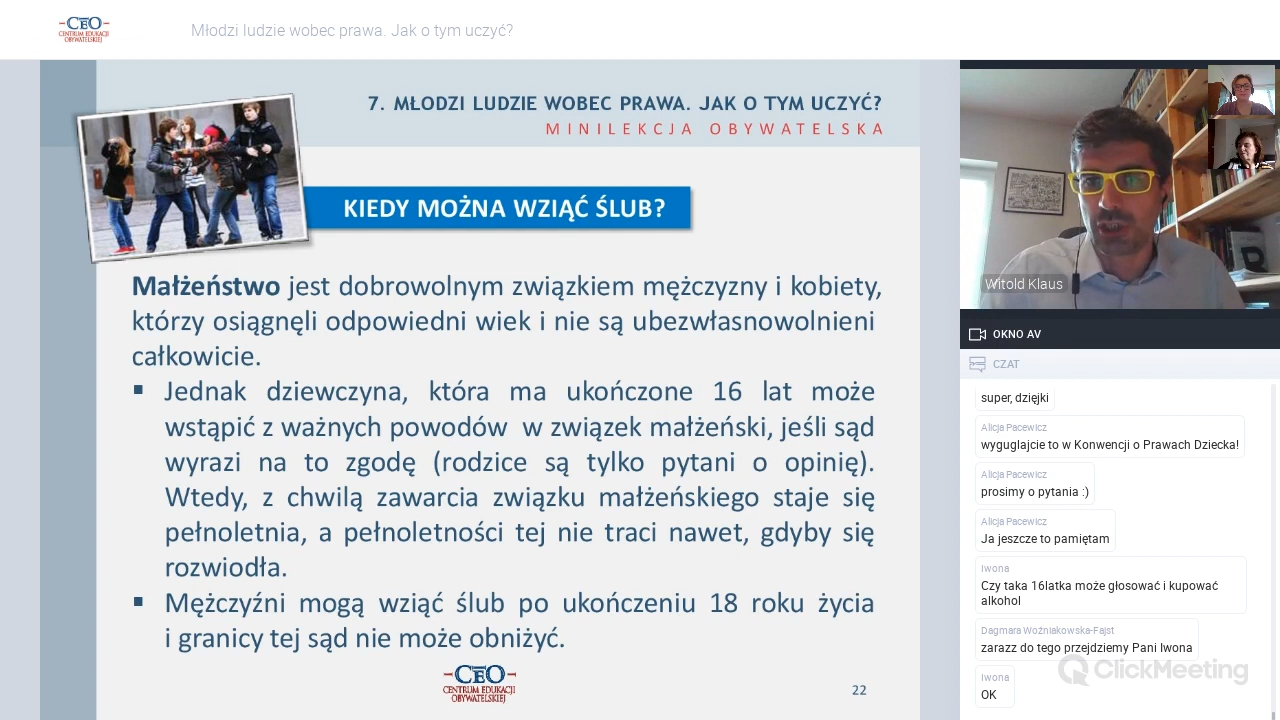 CEO
CENTRUM EDUKACJI
OBYWATELSKIEJ
Młodzi ludzie wobec prawa. Jak o tym uczyć?
7. MŁODZI LUDZIE WOBEC PRAWA. JAK O TYM UCZYĆ?
MINILEKCJA OBYWATELSKA
KIEDY MOŻNA WZIĄĆ ŚLUB?
Małżeństwo jest dobrowolnym związkiem mężczyzny i kobiety,
którzy osiągnęli odpowiedni wiek i nie są ubezwłasnowolnieni
całkowicie.
▪ Jednak dziewczyna, która ma ukończone 16 lat może
wstąpić z ważnych powodów w związek małżeński, jeśli sąd
wyrazi na to zgodę (rodzice są tylko pytani o opinię).
Wtedy, z chwilą zawarcia związku małżeńskiego staje się
pełnoletnia, a pełnoletności tej nie traci nawet, gdyby się
rozwiodła.
▪ Mężczyźni mogą wziąć ślub po ukończeniu 18 roku życia
i granicy tej sąd nie może obniżyć.
CEO
CENTRUM EDUKACJI
OBYWATELSKIEJ
22
Witold Klaus
OKNO AV
CZAT
super, dzięjki
Alicja Pacewicz
wyguglajcie to w Konwencji o Prawach Dziecka!
Alicja Pacewicz
prosimy o pytania :)
Alicja Pacewicz
Ja jeszcze to pamiętam
Iwona
Czy taka 16latka może głosować i kupować
alkohol
Dagmara Woźniakowska-Fajst
zarazz do tego przejdziemy Pani Iwona
Iwona
OK
ClickMeeting